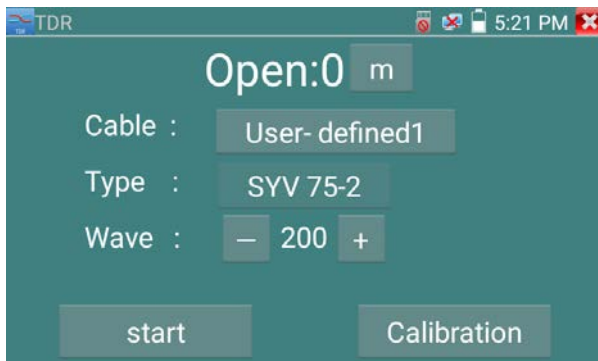 TDR 5:21 PM
Open:0 m
Cable : User- defined1
Type : SYV 75-2
Wave : – 200 +
start Calibration